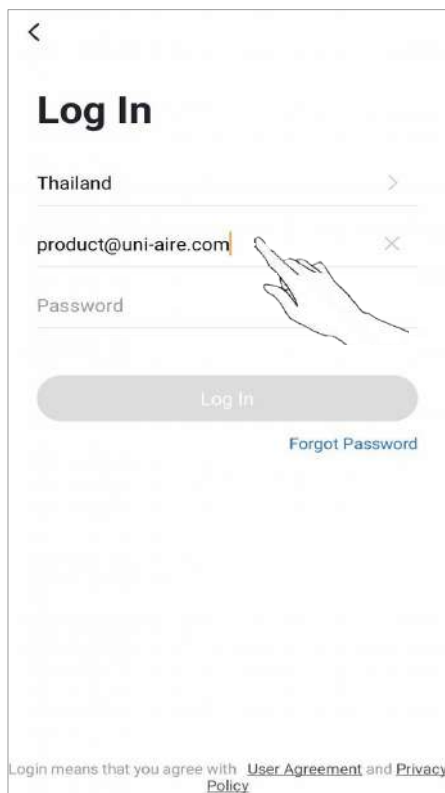 Log In
Thailand
product@uni-aire.com
Password
Log In
Forgot Password
Login means that you agree with User Agreement and Privacy
Policy